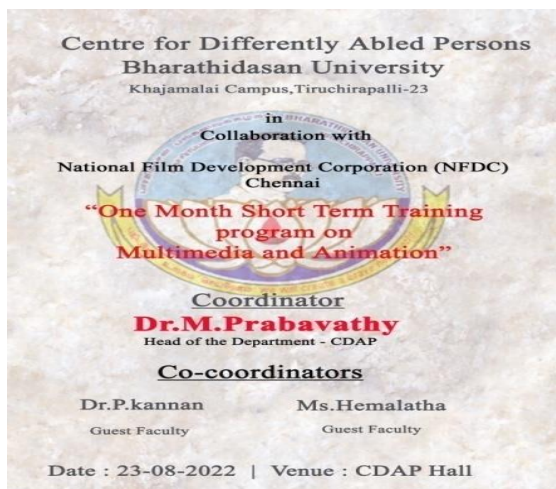 Centre for Differently Abled Persons
Bharathidasan University
Khajamalai Campus,Tiruchirapalli-23
in
Collaboration with
National Film Development Corporation (NFDC)
Chennai
“One Month Short Term Training
program on
Multimedia and Animation”
Coordinator
Dr.M.Prabavathy
Head of the Department - CDAP
Co-coordinators
Dr.P.kannan Ms.Hemalatha
Guest Faculty Guest Faculty
Date : 23-08-2022 | Venue : CDAP Hall